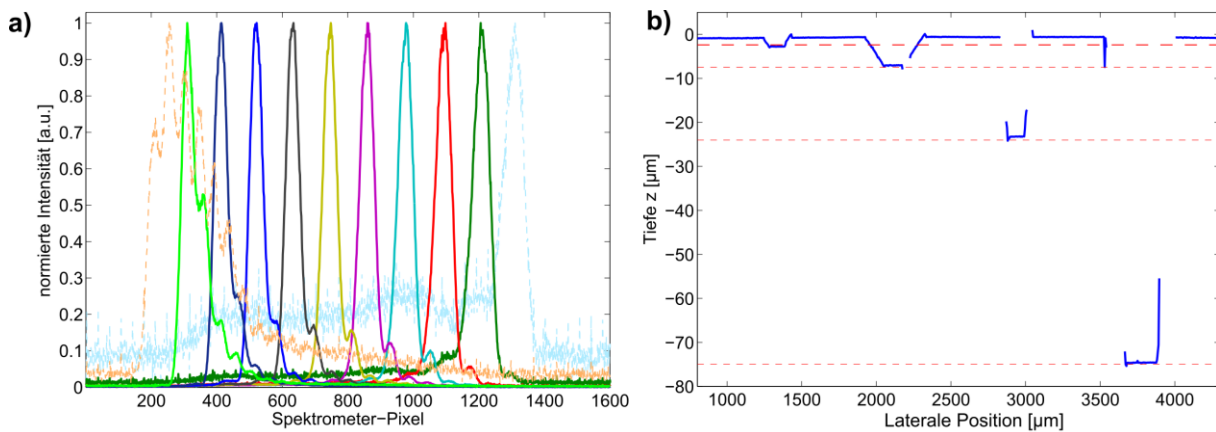 a)
normierte Intensität [a.u.]
1
0.9
0.8
0.7
0.6
0.5
0.4
0.3
0.2
0.1
0
200 400 600 800 1000 1200 1400 1600
Spektrometer-Pixel
b)
Tiefe z [µm]
0
−10
−20
−30
−40
−50
−60
−70
−80
1000 1500 2000 2500 3000 3500 4000
Laterale Position [µm]